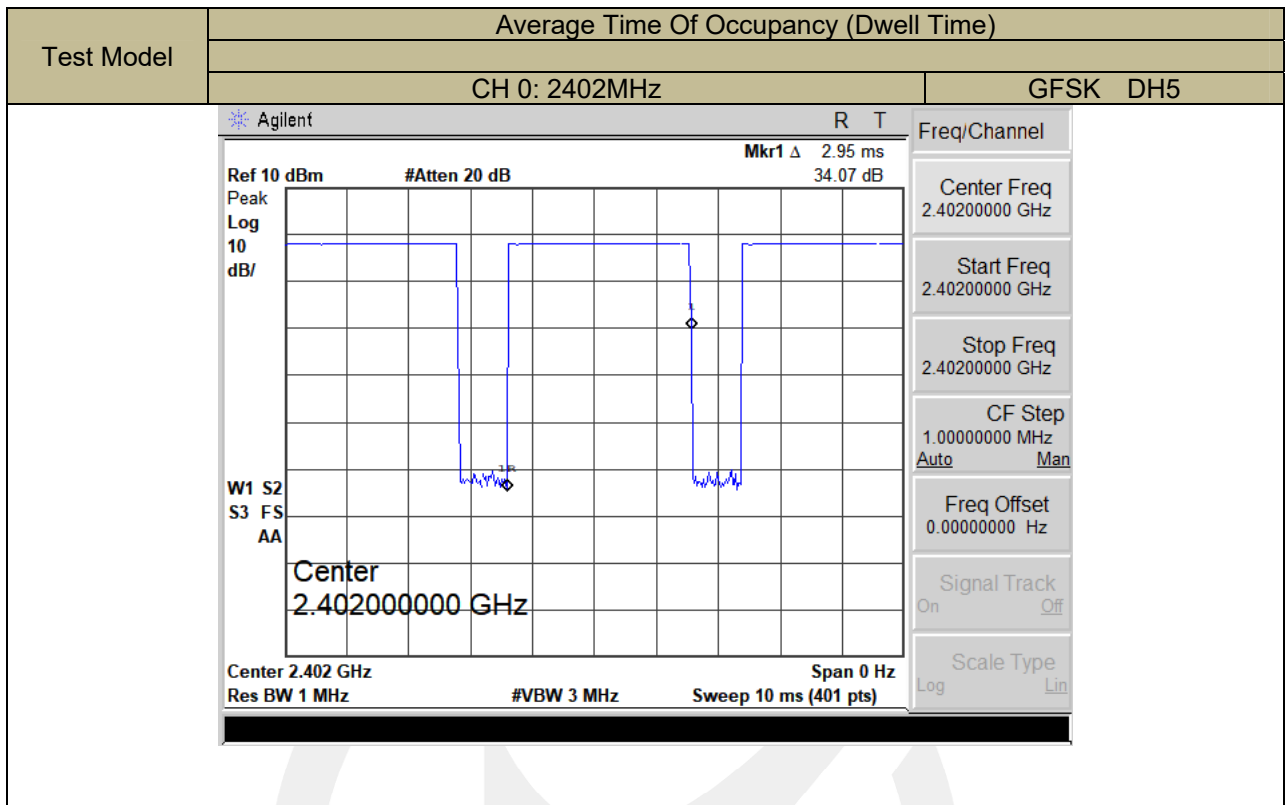 Average Time Of Occupancy (Dwell Time)
Test Model
CH 0: 2402MHz GFSK DH5
Agilent R T
Freq/Channel
Mkr1 Δ 2.95 ms
Ref 10 dBm #Atten 20 dB 34.07 dB
Peak
Log
10
dB/
1
1R
W1 S2
S3 FS
AA
Center
2.402000000 GHz
Center 2.402 GHz Span 0 Hz
Res BW 1 MHz #VBW 3 MHz Sweep 10 ms (401 pts)
Center Freq
2.40200000 GHz
Start Freq
2.40200000 GHz
Stop Freq
2.40200000 GHz
CF Step
1.00000000 MHz
Auto Man
Freq Offset
0.00000000 Hz
Signal Track
On Off
Scale Type
Log Lin